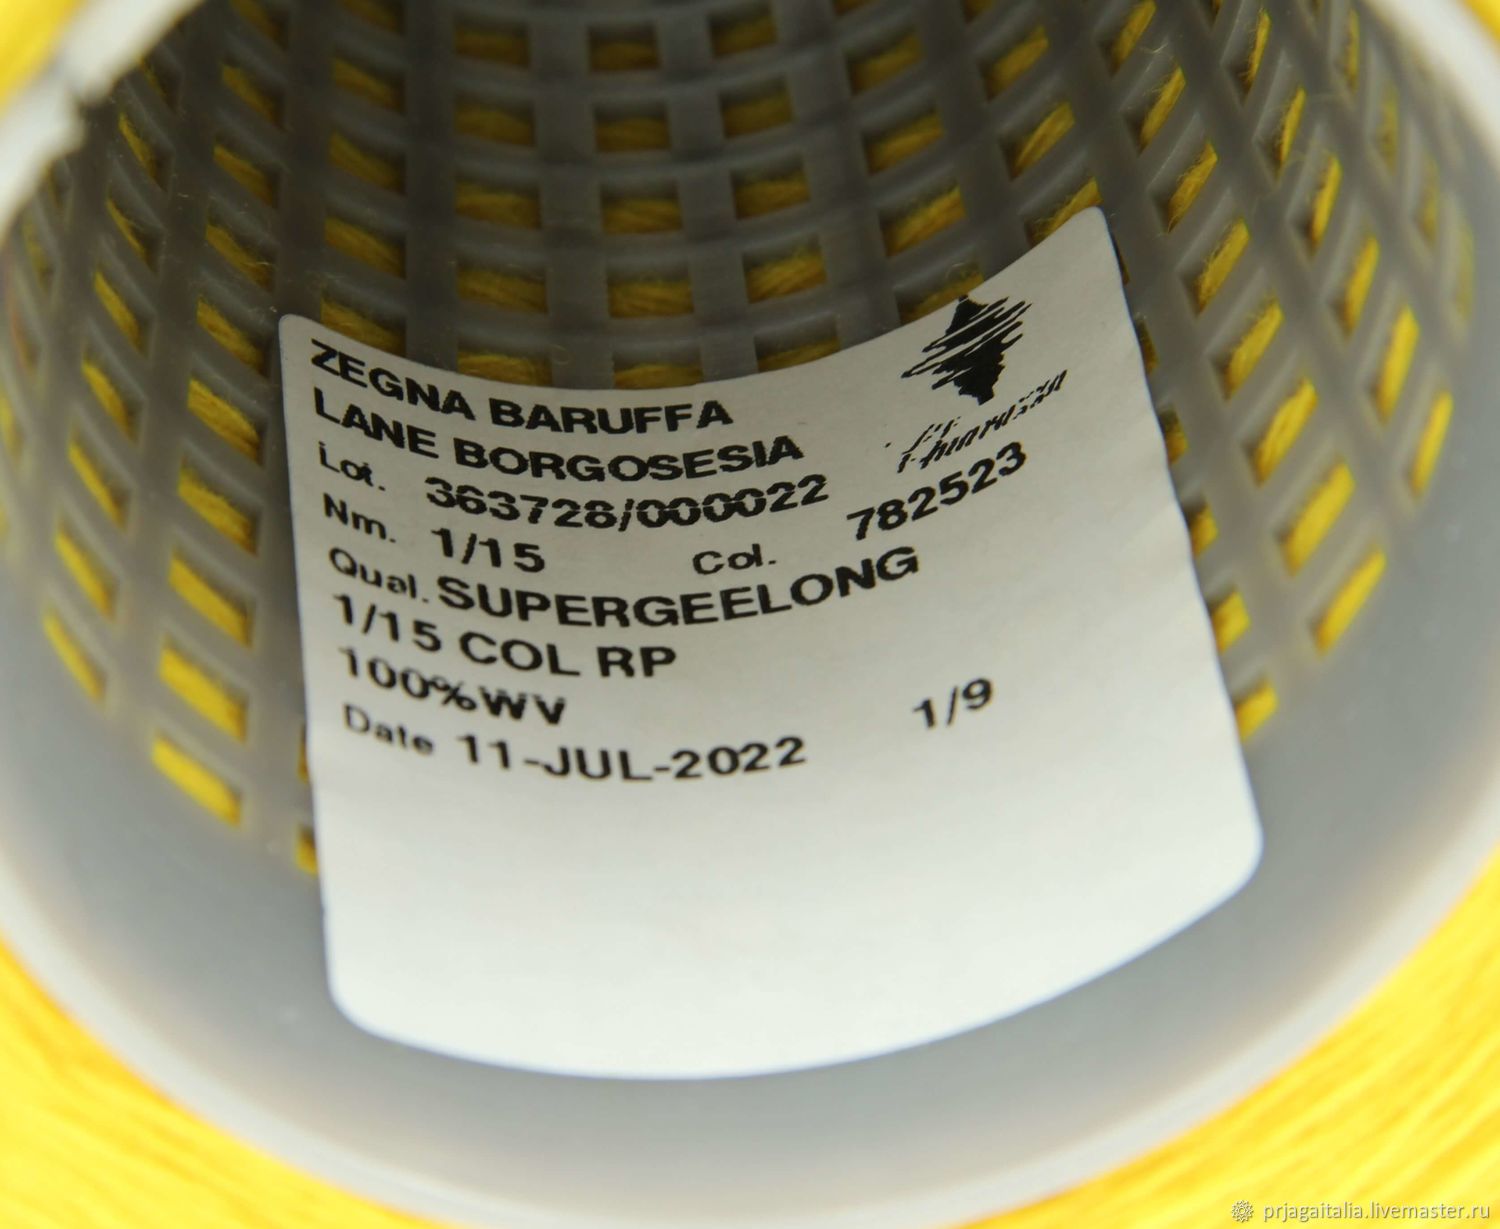 ZEGNA BARUFFA
LANE BORGOSESIA
Lot. 363728/000022
Nm. 1/15 Col. 782523
Qual. SUPERGEELONG
1/15 COL RP
100%WV
1/9
Date 11-JUL-2022
prjagaitalia.livemaster.ru